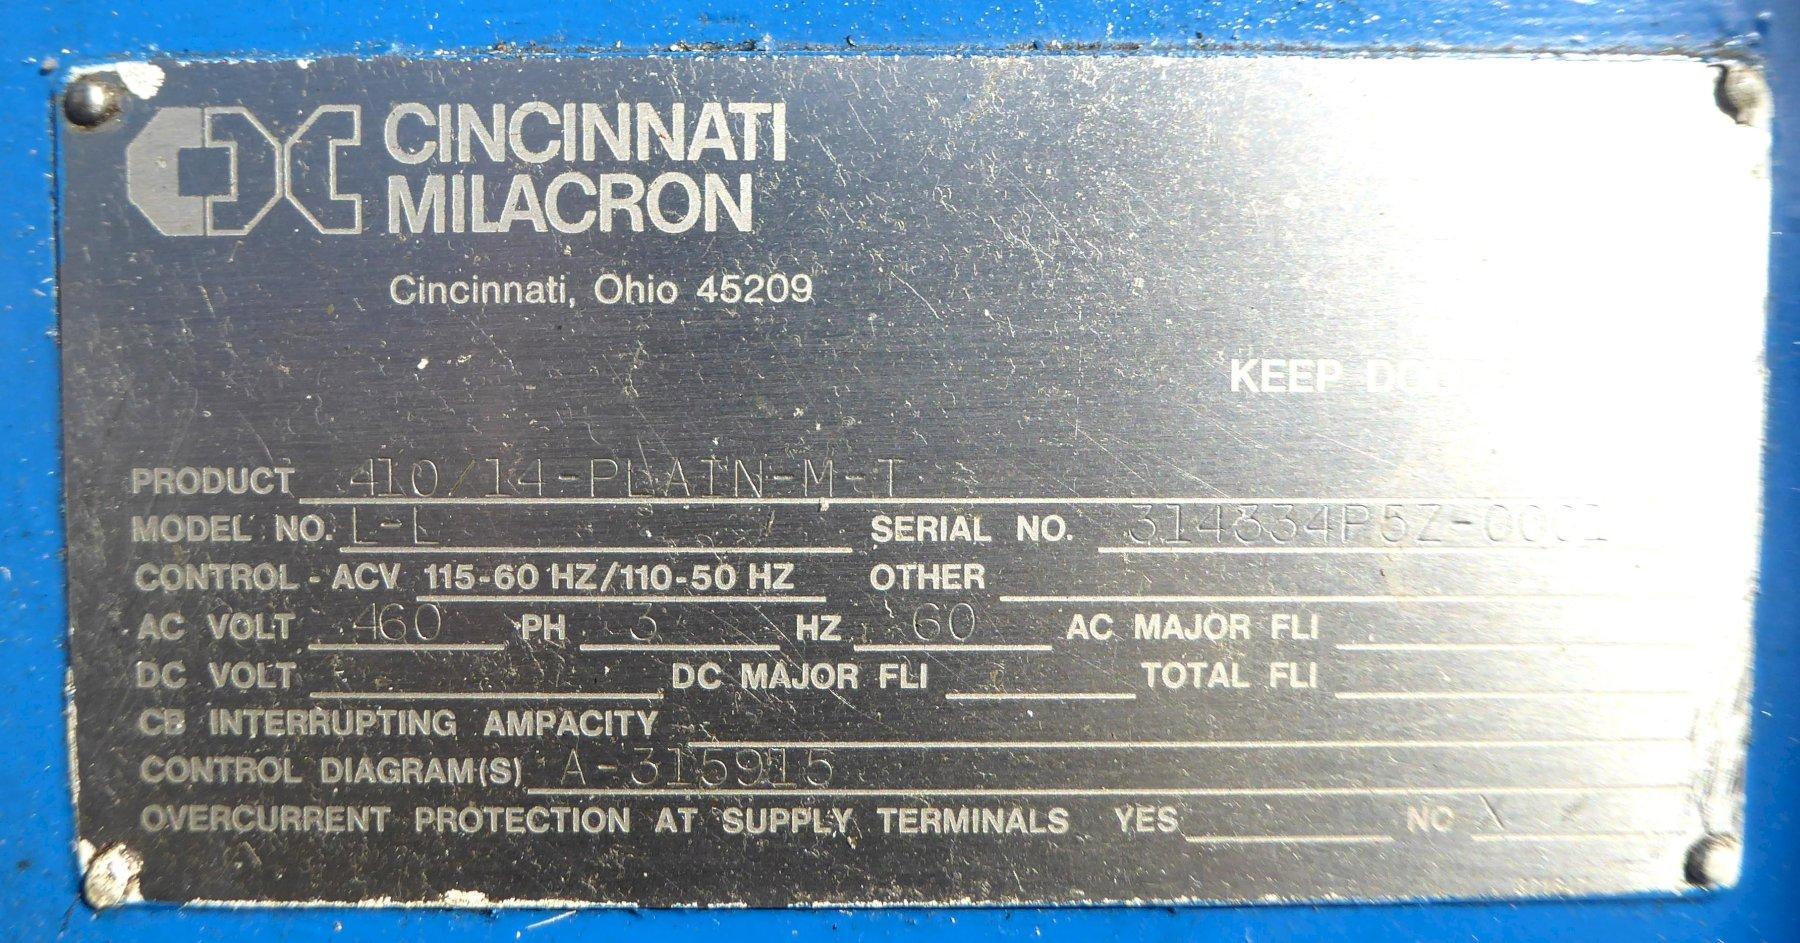 CINCINNATI
MILACRON
Cincinnati, Ohio 45209
KEEP
PRODUCT 410/14-PLAIN-M-T
MODEL NO. L-L SERIAL NO. 314334P5Z-0001
CONTROL - ACV 115-60 HZ/110-50 HZ OTHER
AC VOLT 460 PH 3 HZ 60 AC MAJOR FLI
DC VOLT DC MAJOR FLI TOTAL FLI
CB INTERRUPTING AMPACITY
CONTROL DIAGRAM(S) A-315915
OVERCURRENT PROTECTION AT SUPPLY TERMINALS YES NO X